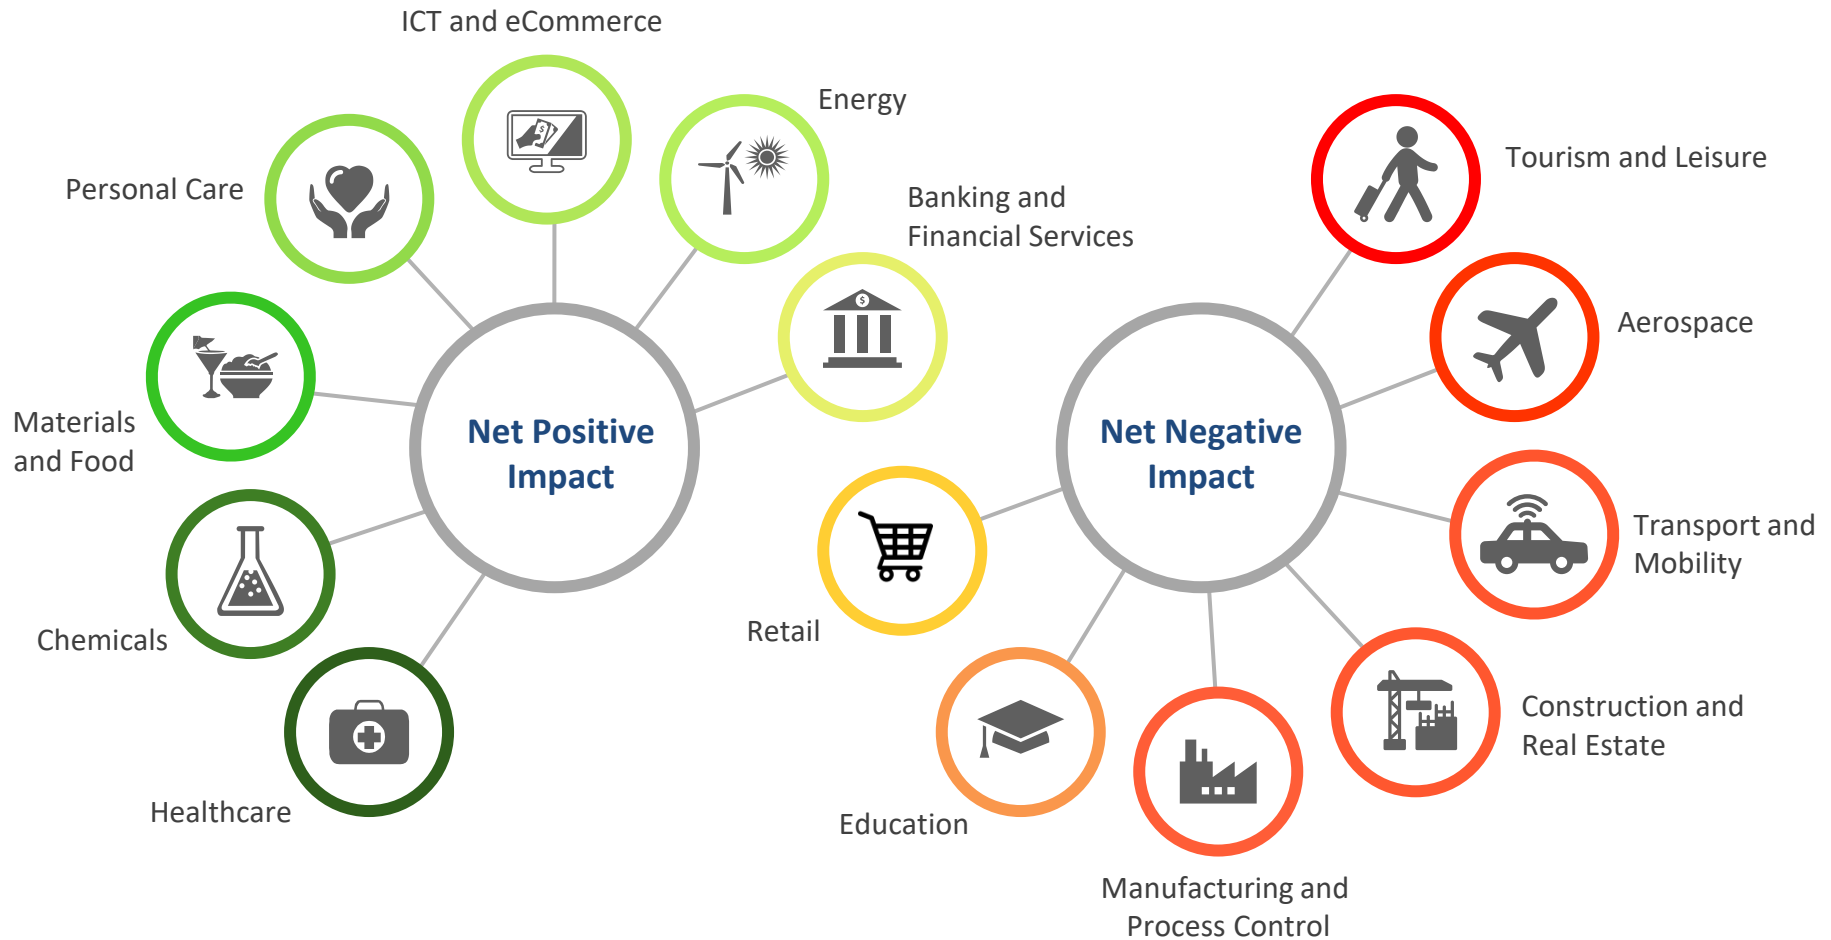 ICT and eCommerce
Energy
Personal Care
Banking and
Financial Services
Materials
and Food
Net Positive
Impact
Chemicals
Healthcare
Tourism and Leisure
Aerospace
Net Negative
Impact
Transport and
Mobility
Retail
Construction and
Real Estate
Education
Manufacturing and
Process Control